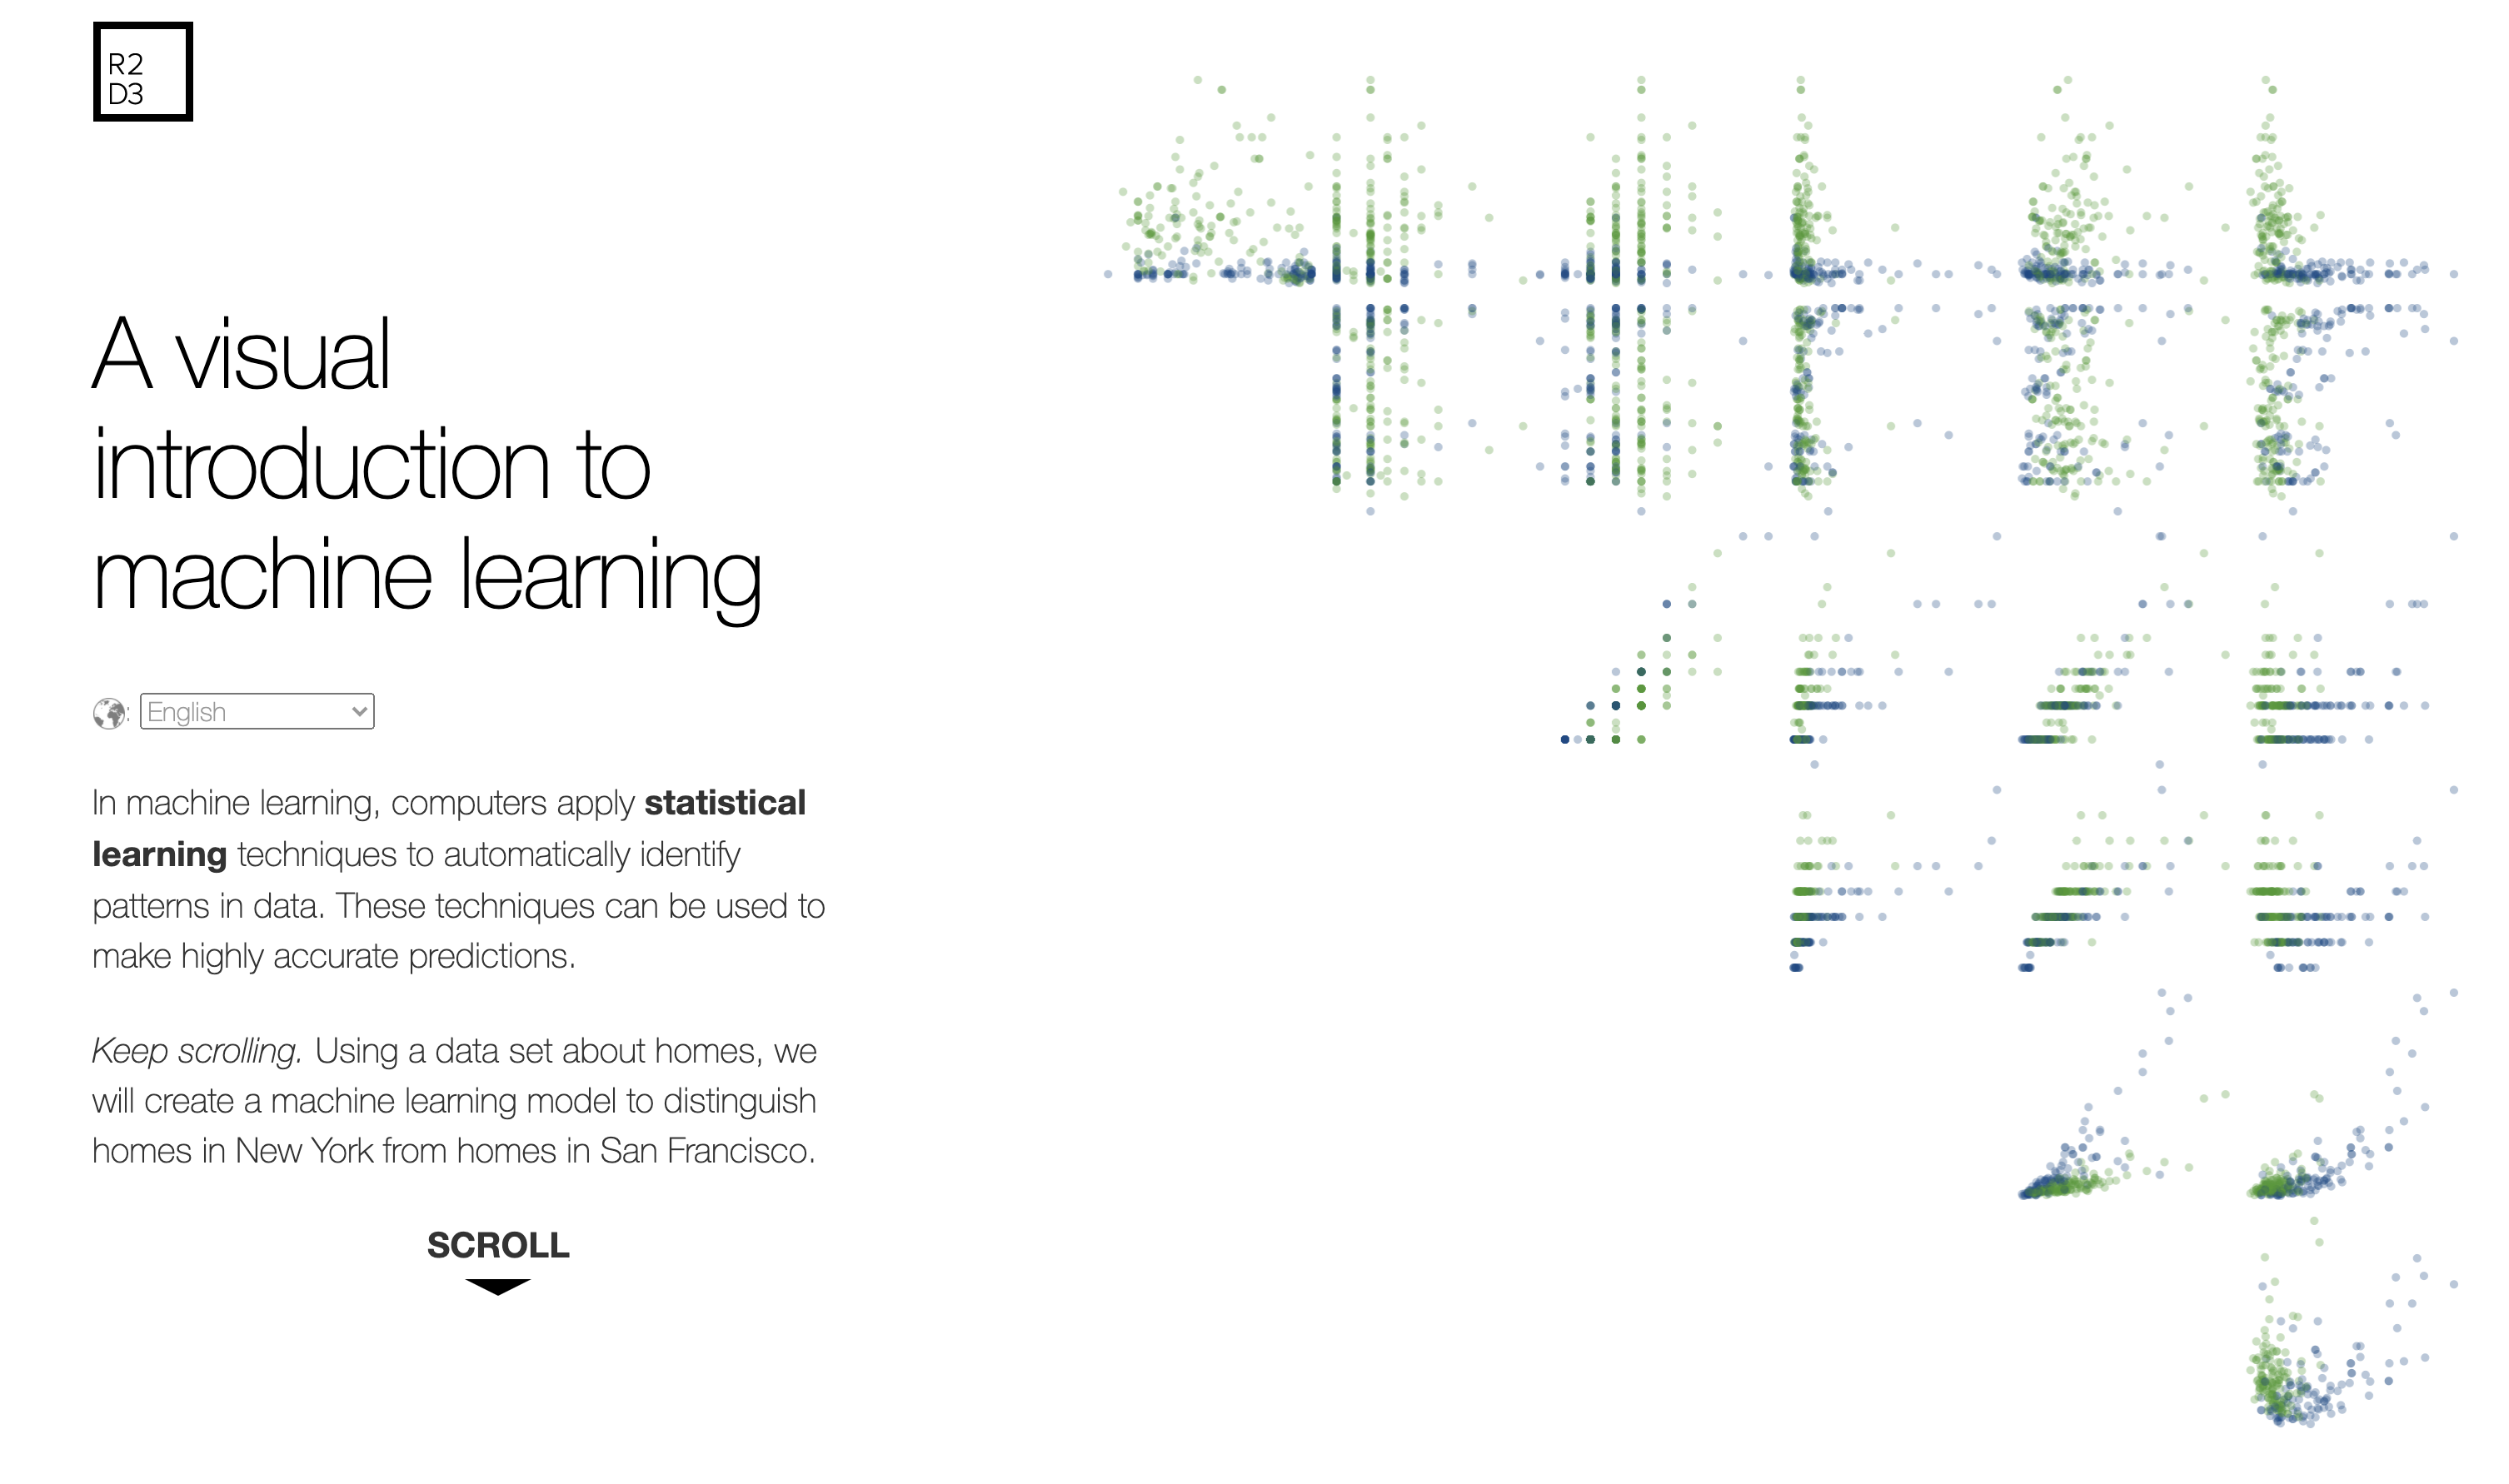 R2
D3
A visual
introduction to
machine learning
: English
In machine learning, computers apply statistical
learning techniques to automatically identify
patterns in data. These techniques can be used to
make highly accurate predictions.
Keep scrolling. Using a data set about homes, we
will create a machine learning model to distinguish
homes in New York from homes in San Francisco.
SCROLL